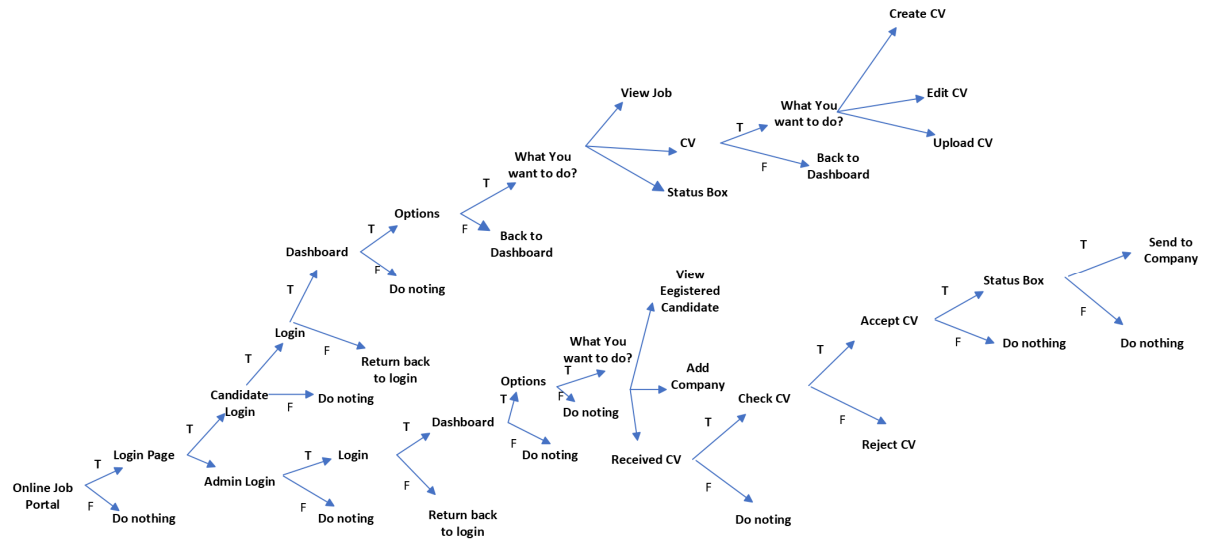 Create CV
View Job
Edit CV
What You
want to do?
T
CV
Upload CV
What You
want to do?
Back to
Dashboard
F
T
Status Box
Options
T
F
Back to
Dashboard
Dashboard
F
Do noting
T
Send to
Company
T
View
Eegistered
Candidate
Status Box
T
F
Accept CV
Login
What You
want to do?
F
Do nothing
Do nothing
F
T
Return back
to login
T
T
Add
Company
Options
Candidate
Login
F
Do noting
T
F
Do noting
Check CV
T
F
Reject CV
T
T
Dashboard
F
Do noting
Received CV
Login Page
T
Login
T
Admin Login
F
F
Online Job
Portal
F
Do nothing
F
Do noting
Return back
to login
Do noting